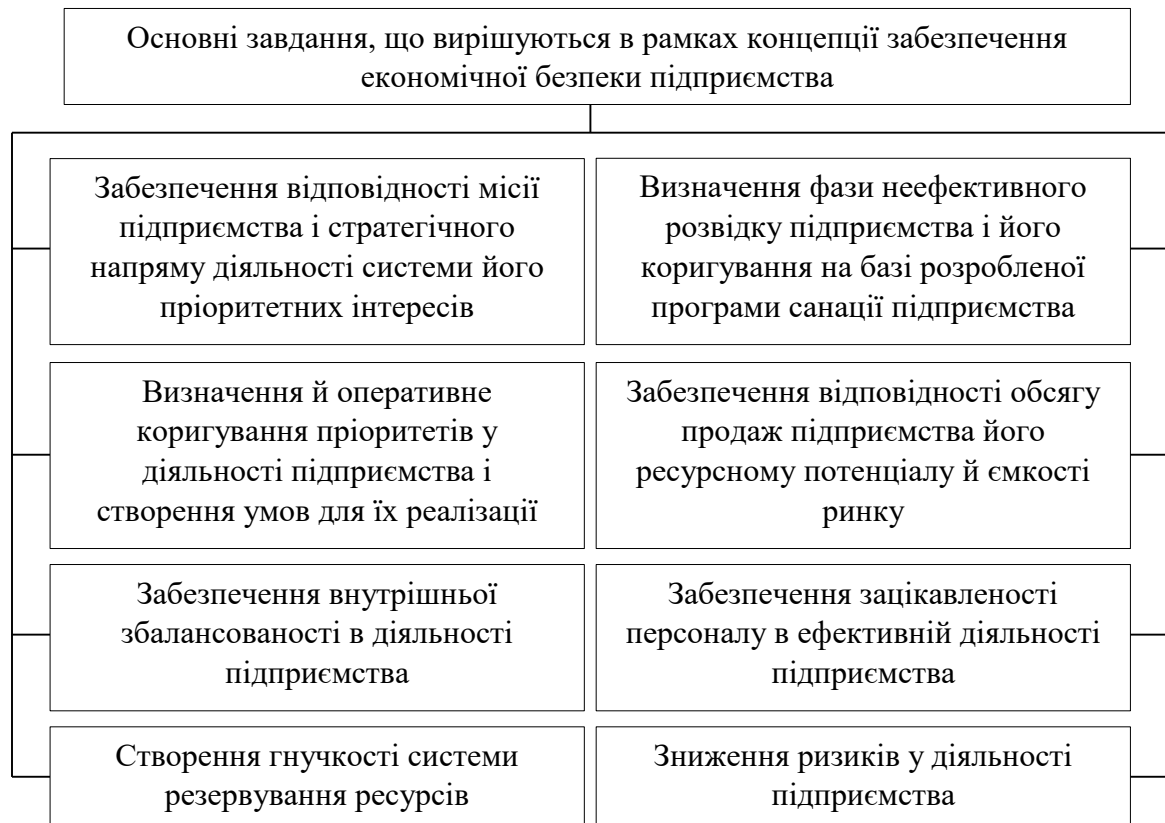 Основні завдання, що вирішуються в рамках концепції забезпечення
економічної безпеки підприємства
Забезпечення відповідності місії
підприємства і стратегічного
напряму діяльності системи його
пріоритетних інтересів
Визначення фази неефективного
розвідку підприємства і його
коригування на базі розробленої
програми санації підприємства
Визначення й оперативне
коригування пріоритетів у
діяльності підприємства і
створення умов для їх реалізації
Забезпечення відповідності обсягу
продаж підприємства його
ресурсному потенціалу й ємкості
ринку
Забезпечення внутрішньої
збалансованості в діяльності
підприємства
Забезпечення зацікавленості
персоналу в ефективній діяльності
підприємства
Створення гнучкості системи
резервування ресурсів
Зниження ризиків у діяльності
підприємства